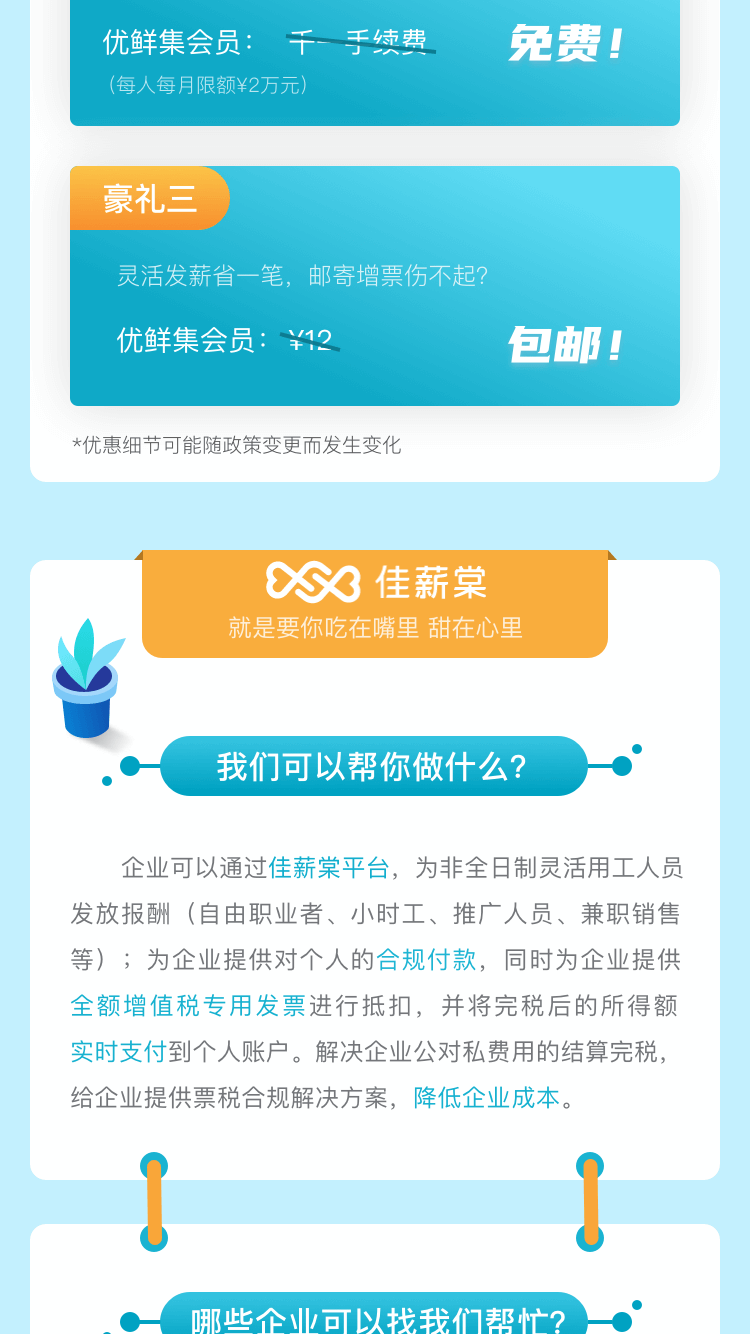 优鲜集会员： 千一手续费 免费！
（每人每月限额¥2万元）
豪礼三
灵活发薪省一笔，邮寄增票伤不起？
优鲜集会员： ¥12 包邮！
*优惠细节可能随政策变更而发生变化
佳薪棠
就是要你吃在嘴里 甜在心里
我们可以帮你做什么？
企业可以通过佳薪棠平台，为非全日制灵活用工人员
发放报酬（自由职业者、小时工、推广人员、兼职销售
等）；为企业提供对个人的合规付款，同时为企业提供
全额增值税专用发票进行抵扣，并将完税后的所得额
实时支付到个人账户。解决企业公对私费用的结算完税，
给企业提供票税合规解决方案，降低企业成本。
哪些企业可以找我们帮忙？